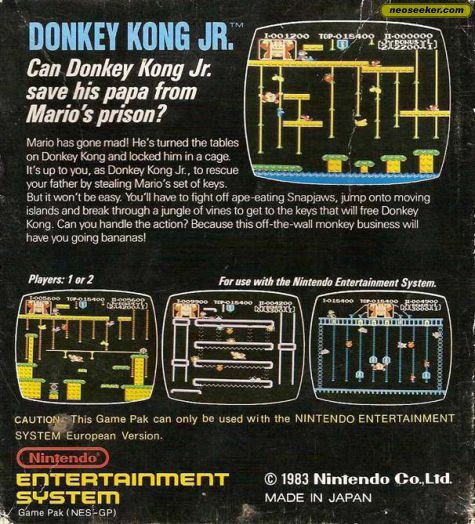 neoseeker.com
DONKEY KONG JR.™
Can Donkey Kong Jr.
save his papa from
Mario's prison?
I-001200 TOP-018400 II-000000
Mario has gone mad! He's turned the tables
on Donkey Kong and locked him in a cage.
It's up to you, as Donkey Kong Jr., to rescue
your father by stealing Mario's set of keys.
But it won't be easy. You'll have to fight off ape-eating Snapjaws, jump onto moving
islands and break through a jungle of vines to get to the keys that will free Donkey
Kong. Can you handle the action? Because this off-the-wall monkey business will
have you going bananas!
Players: 1 or 2
For use with the Nintendo Entertainment System.
CAUTION: This Game Pak can only be used with the NINTENDO ENTERTAINMENT
SYSTEM European Version.
Nintendo®
ENTERTAINMENT
SYSTEM
Game Pak (NES-GP)
© 1983 Nintendo Co., Ltd.
MADE IN JAPAN